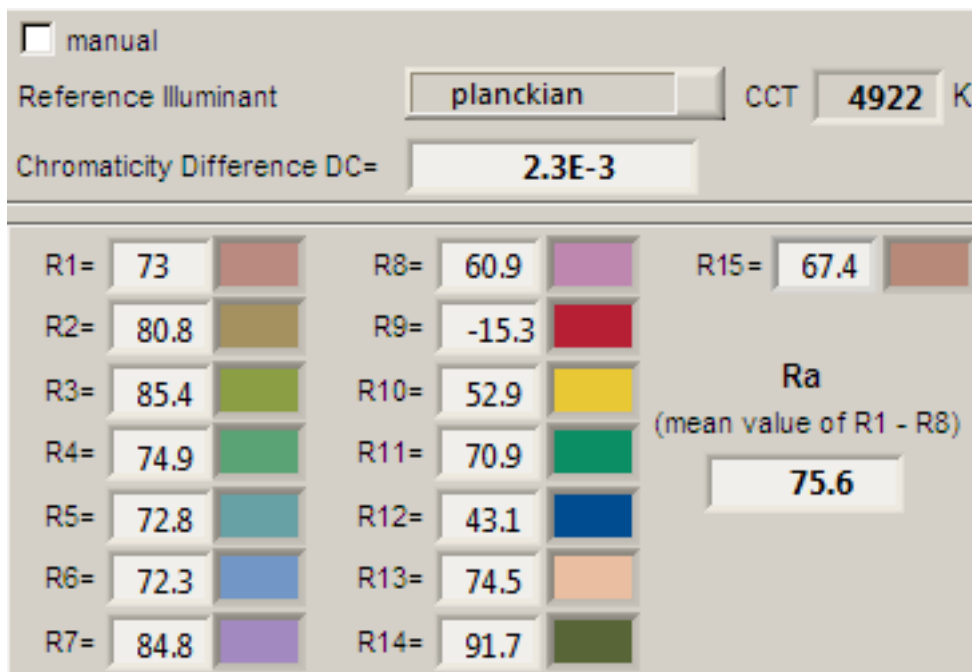 manual
Reference Illuminant planckian CCT 4922 K
Chromaticity Difference DC= 2.3E-3
R1= 73 R8= 60.9 R15= 67.4
R2= 80.8 R9= -15.3
R3= 85.4 R10= 52.9 Ra
(mean value of R1 - R8)
R4= 74.9 R11= 70.9
75.6
R5= 72.8 R12= 43.1
R6= 72.3 R13= 74.5
R7= 84.8 R14= 91.7